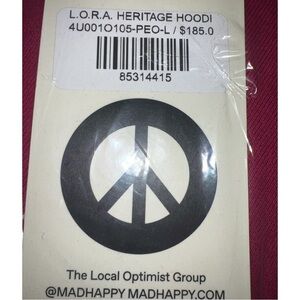 L.O.R.A. HERITAGE HOODI
4U001O105-PEO-L / $185.0
85314415
The Local Optimist Group
@MADHAPPY MADHAPPY.COM